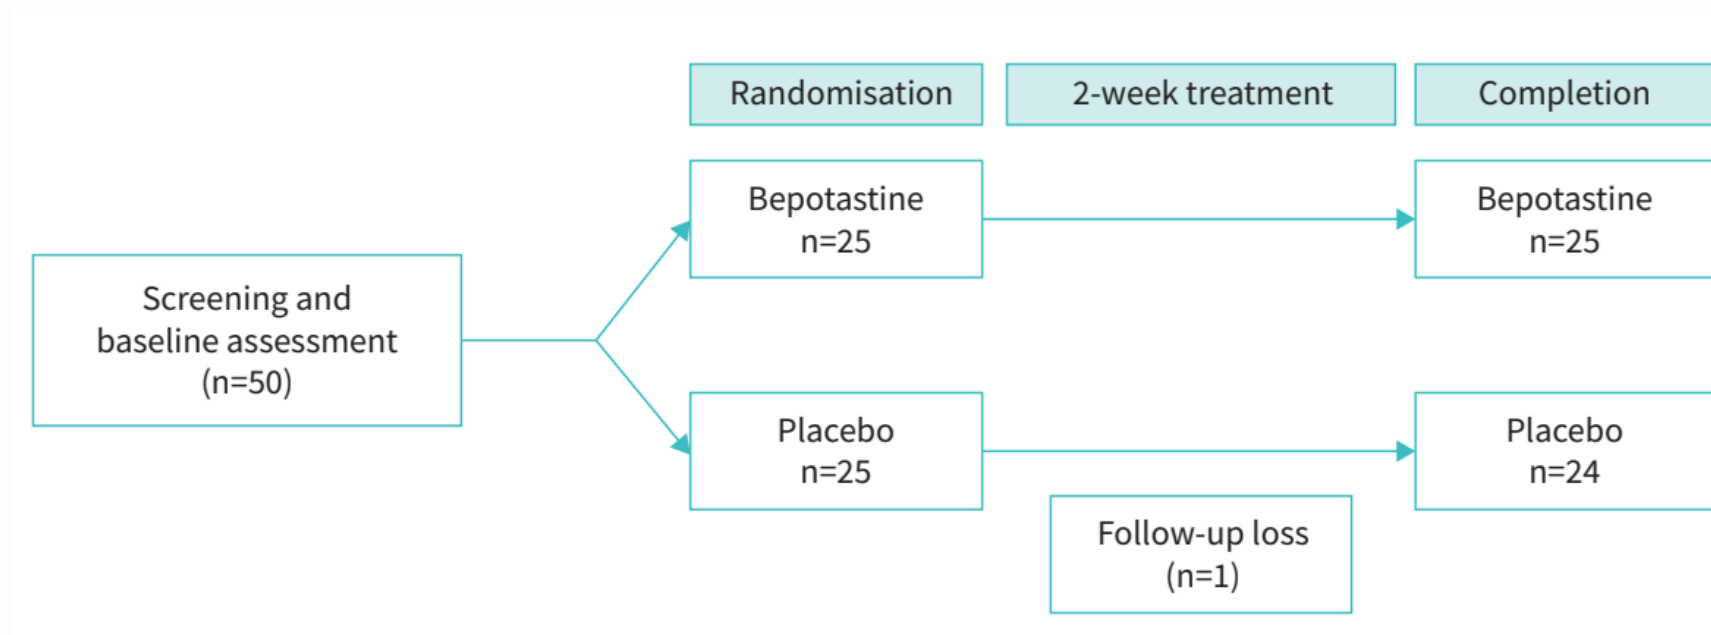 Randomisation
2-week treatment
Completion
Screening and
baseline assessment
(n=50)
Bepotastine
n=25
Bepotastine
n=25
Placebo
n=25
Placebo
n=24
Follow-up loss
(n=1)